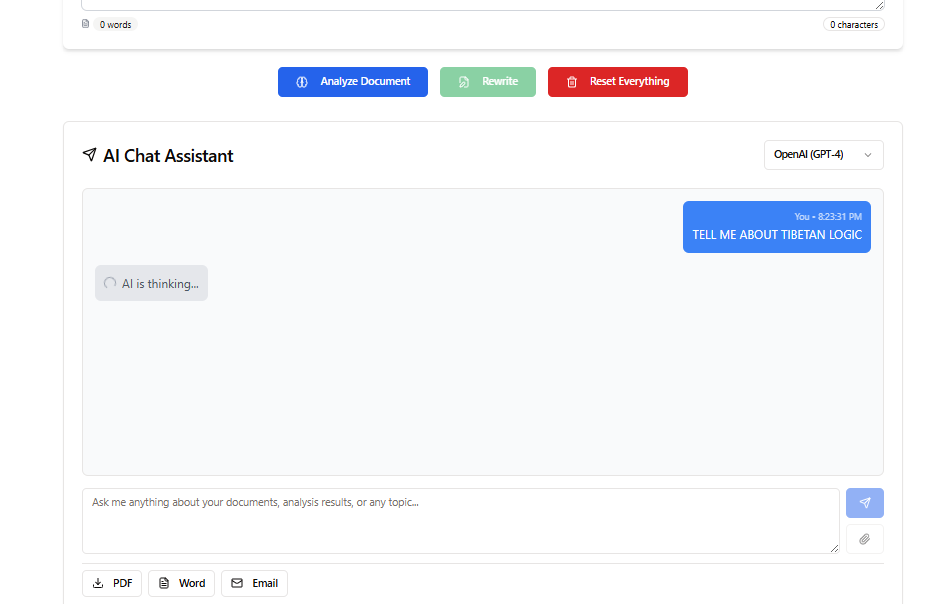 0 words
0 characters
Analyze Document
Rewrite
Reset Everything
AI Chat Assistant
OpenAI (GPT-4)
You • 8:23:31 PM
TELL ME ABOUT TIBETAN LOGIC
AI is thinking...
Ask me anything about your documents, analysis results, or any topic...
PDF
Word
Email